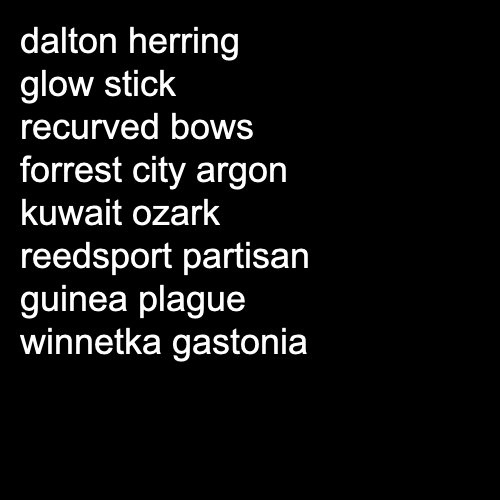 dalton herring
glow stick
recurved bows
forrest city argon
kuwait ozark
reedsport partisan
guinea plague
winnetka gastonia